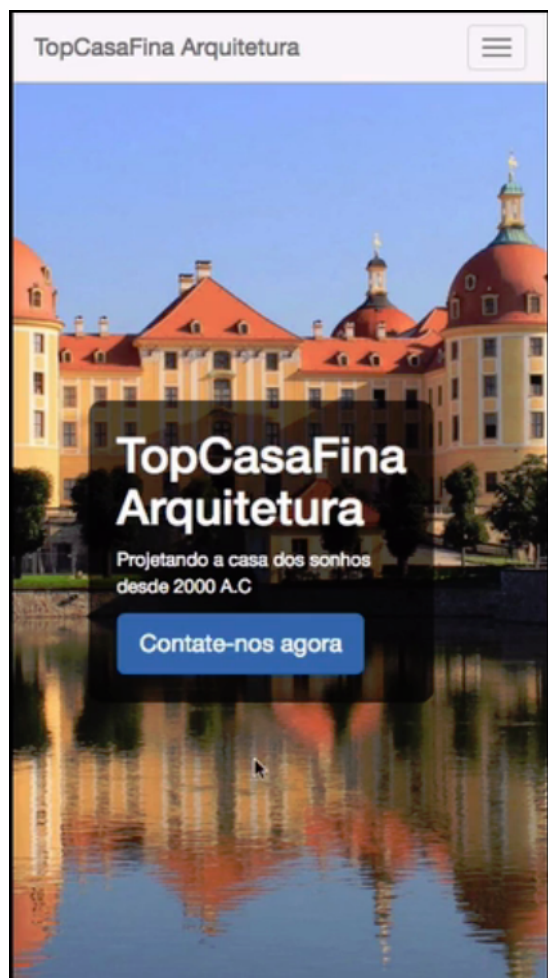 TopCasaFina Arquitetura
TopCasaFina
Arquitetura
Projetando a casa dos sonhos
desde 2000 A.C
Contate-nos agora